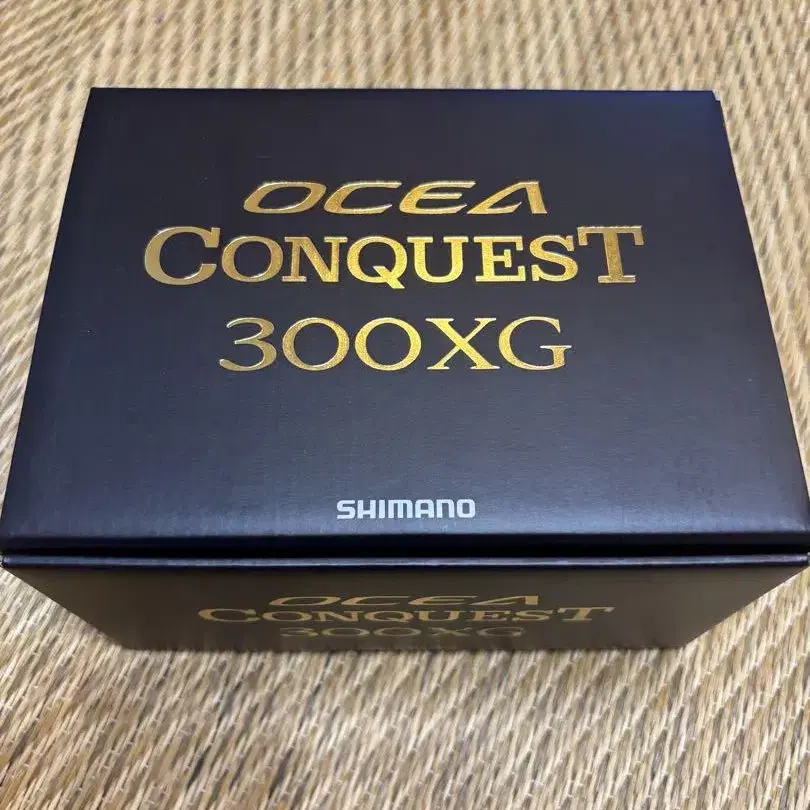 OCEA
CONQUEST
300XG
SHIMANO
OCEA
CONQUEST
300XG